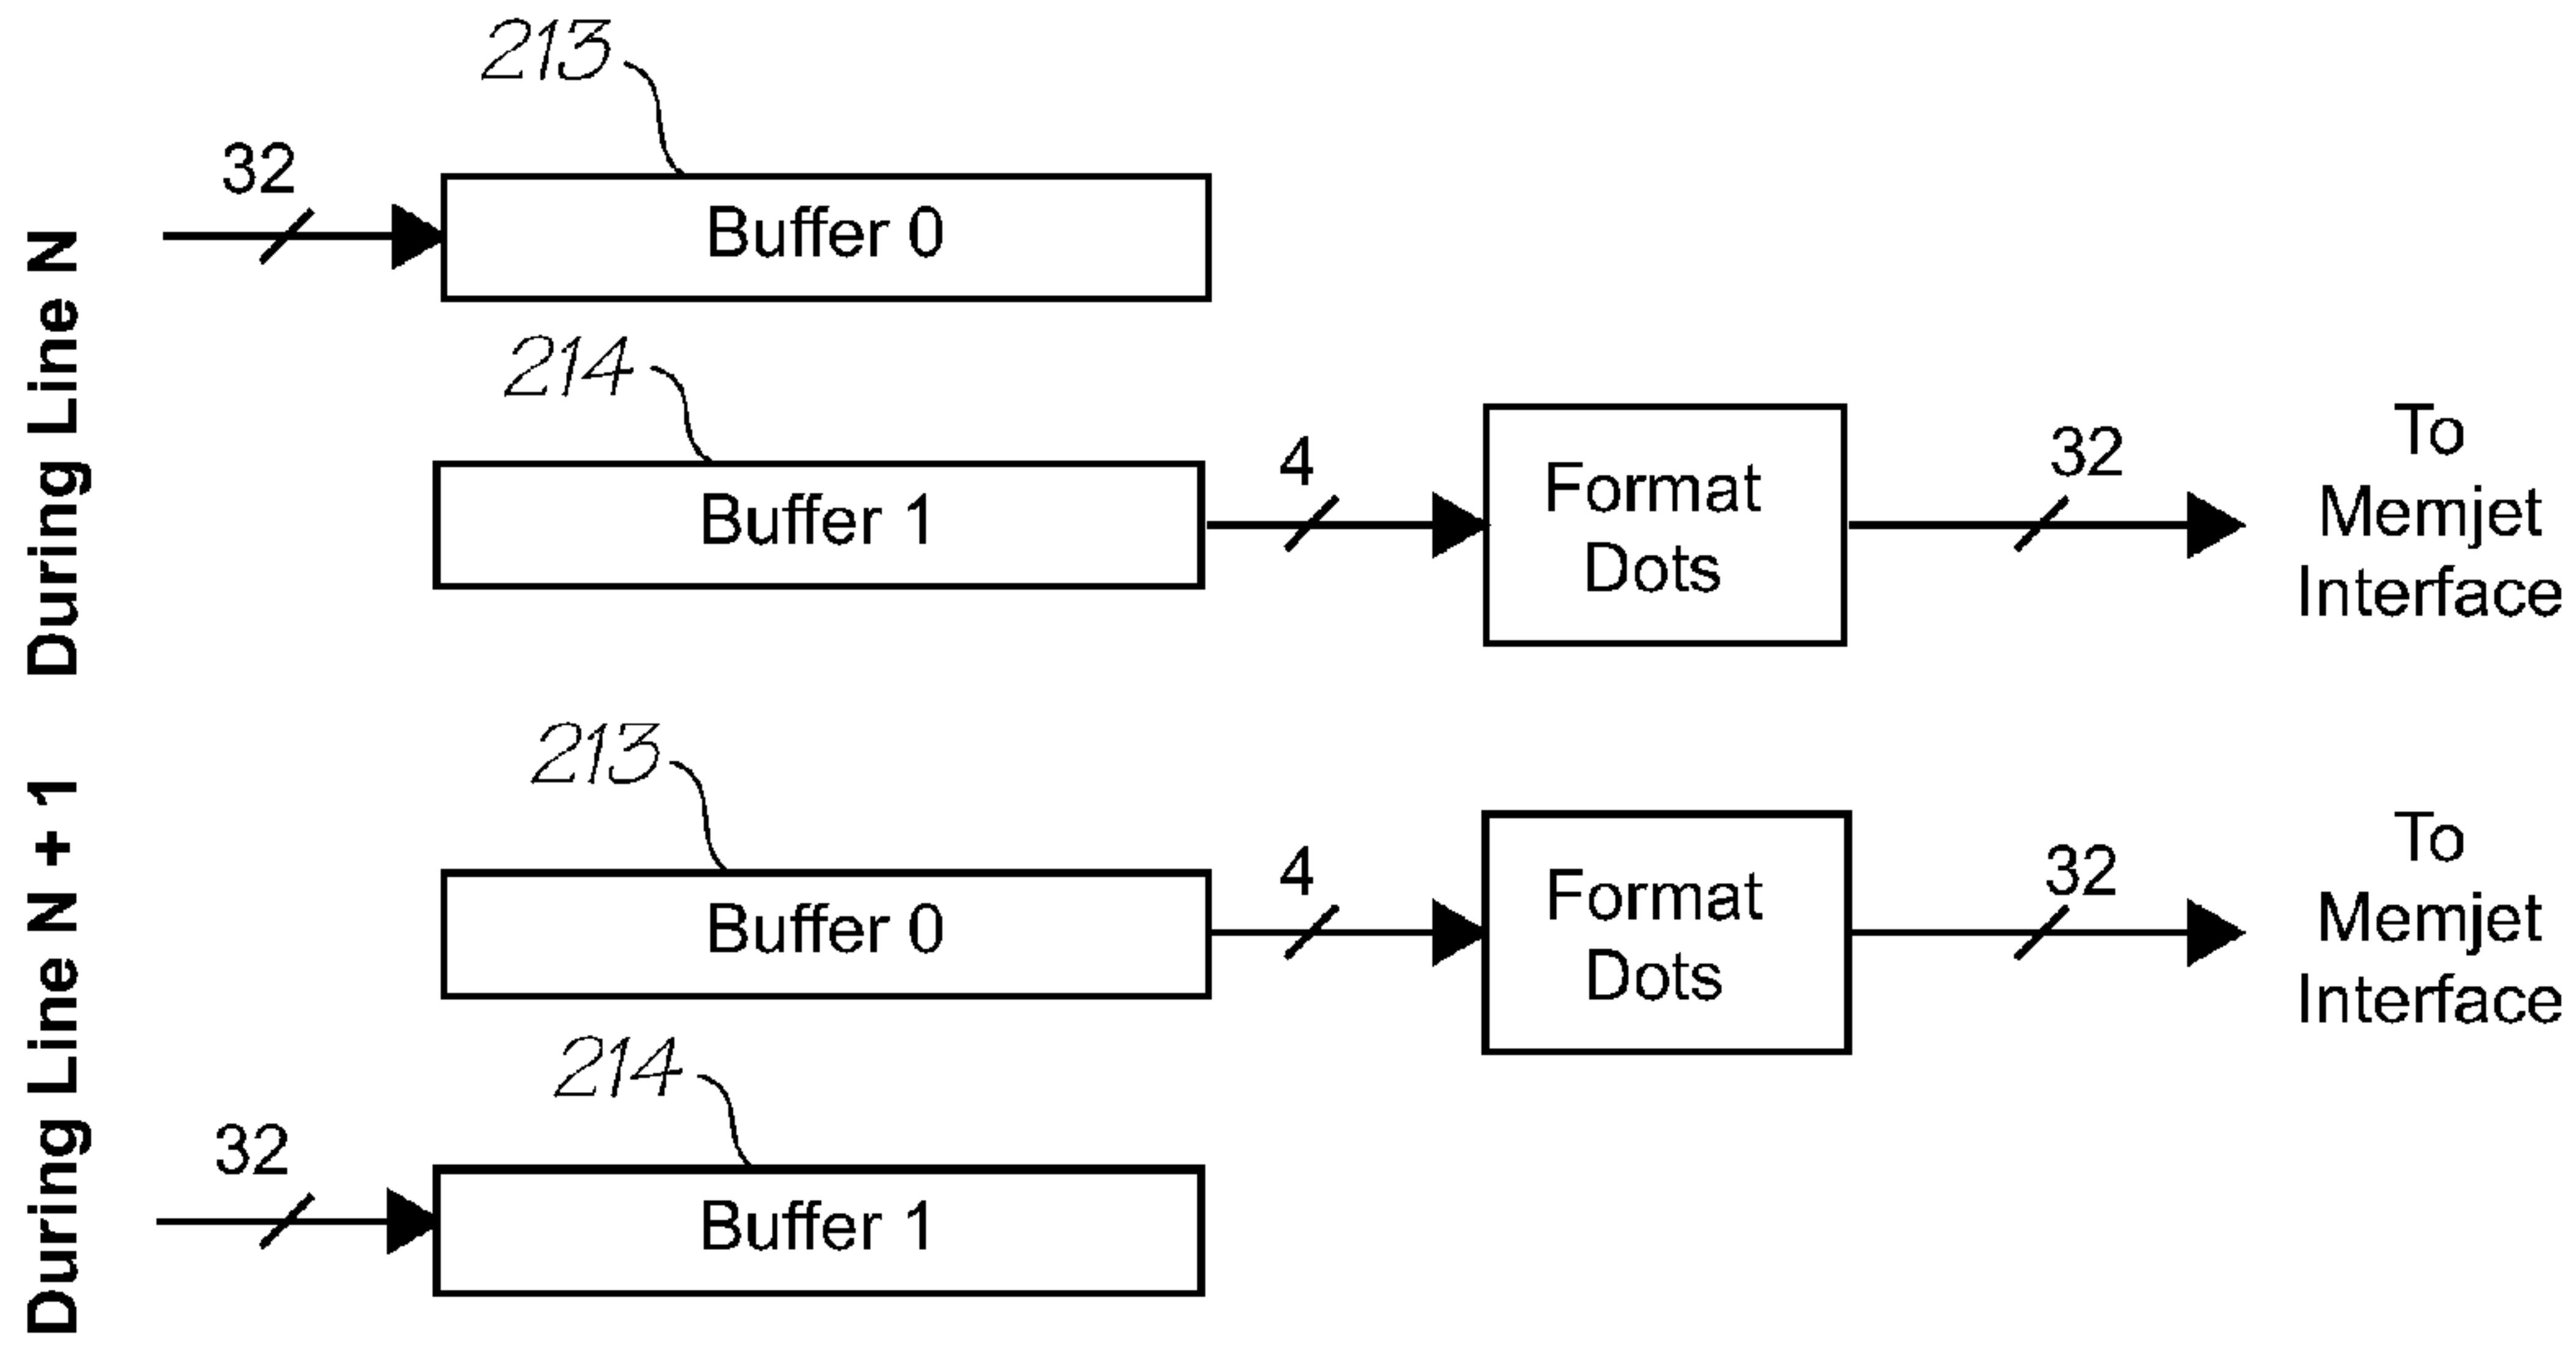 During Line N
213
32
Buffer 0
214
Buffer 1
4
Format
Dots
32
To
Memjet
Interface
During Line N + 1
213
Buffer 0
4
Format
Dots
32
To
Memjet
Interface
214
32
Buffer 1